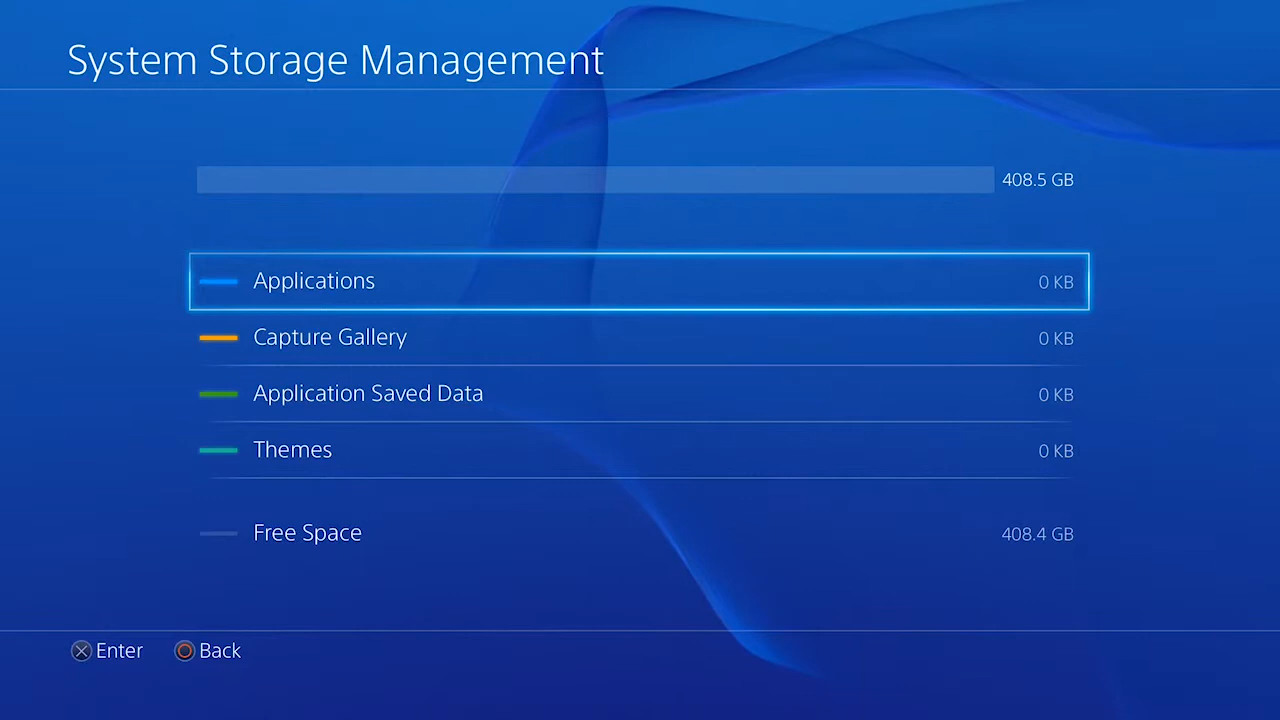 System Storage Management
408.5 GB
Applications 0 KB
Capture Gallery 0 KB
Application Saved Data 0 KB
Themes 0 KB
Free Space 408.4 GB
Enter Back